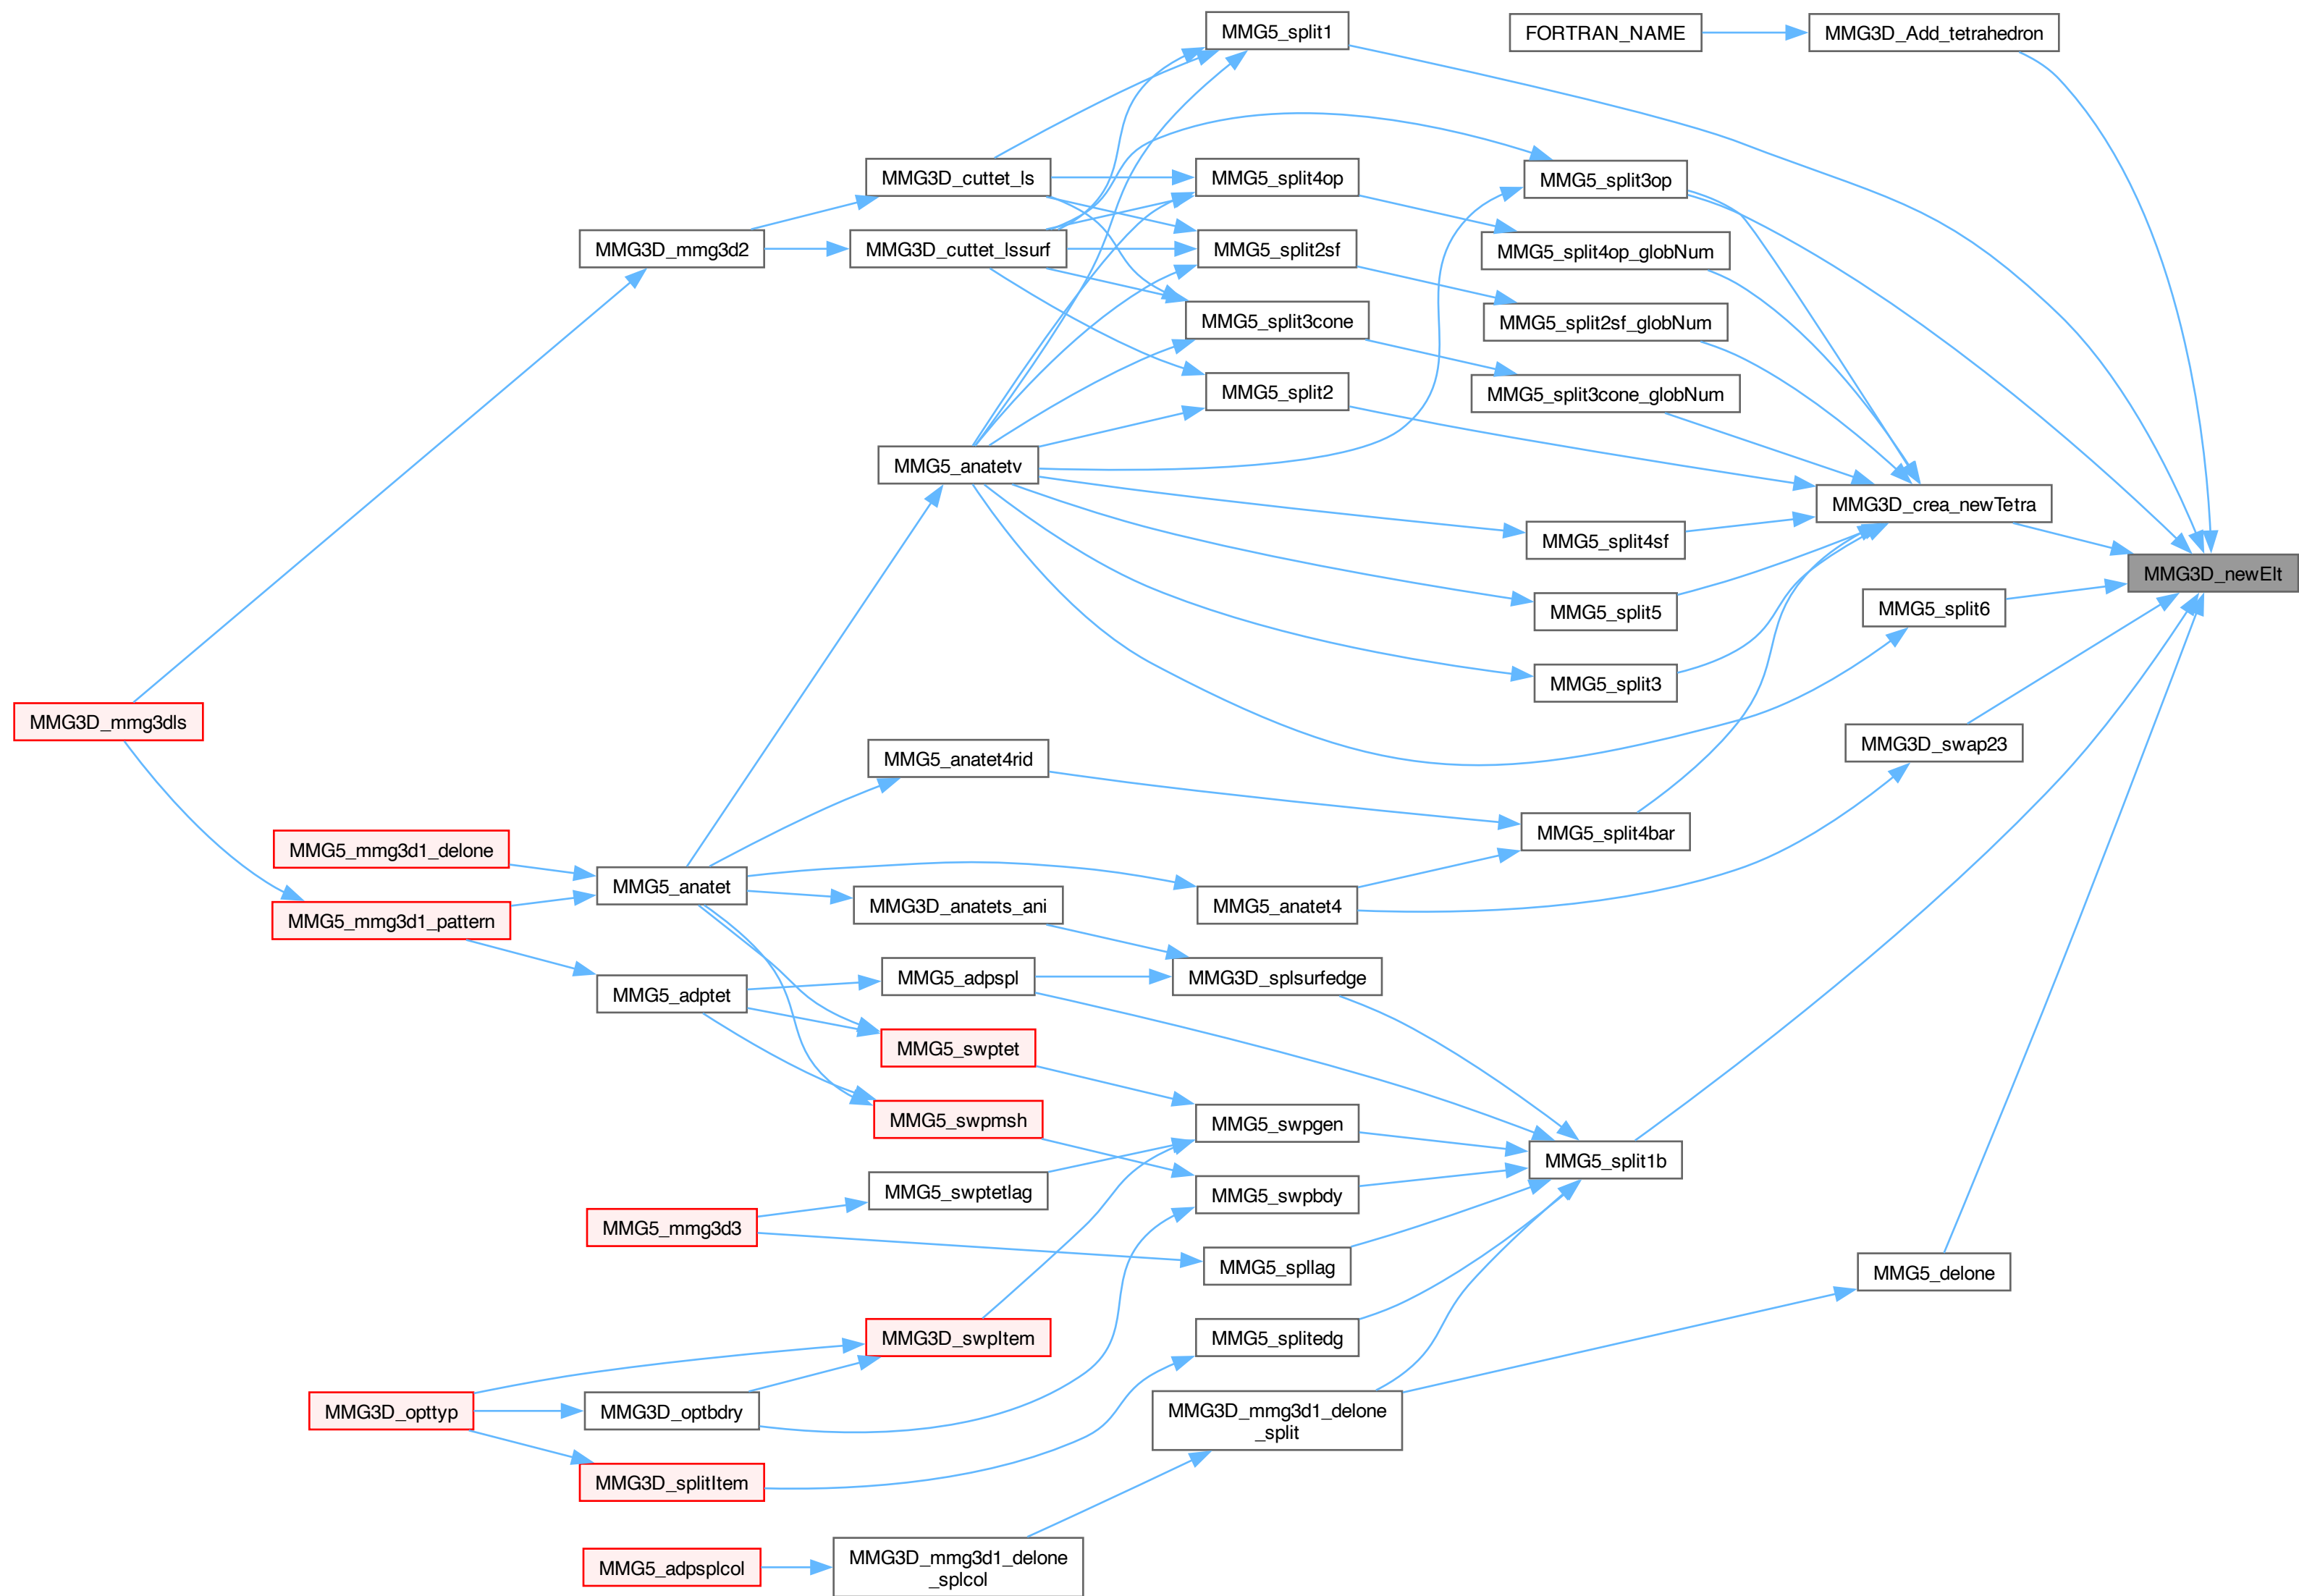 MMG5_split1
FORTRAN_NAME
MMG3D_Add_tetrahedron
MMG3D_cuttet_ls
MMG5_split4op
MMG5_split3op
MMG3D_mmg3d2
MMG3D_cuttet_lssurf
MMG5_split2sf
MMG5_split4op_globNum
MMG5_split3cone
MMG5_split2sf_globNum
MMG5_split2
MMG5_split3cone_globNum
MMG5_anatetv
MMG3D_crea_newTetra
MMG5_split4sf
MMG3D_newElt
MMG5_split5
MMG5_split6
MMG5_split3
MMG3D_mmg3dls
MMG5_anatet4rid
MMG3D_swap23
MMG5_mmg3d1_delone
MMG5_split4bar
MMG5_anatet
MMG3D_anatets_ani
MMG5_anatet4
MMG5_mmg3d1_pattern
MMG5_adptet
MMG5_adpspl
MMG3D_splsurfedge
MMG5_swptet
MMG5_swpmsh
MMG5_swpgen
MMG5_split1b
MMG5_swptetlag
MMG5_swpbdy
MMG5_mmg3d3
MMG5_spllag
MMG5_delone
MMG3D_swpItem
MMG5_splitedg
MMG3D_opttyp
MMG3D_optbdry
MMG3D_mmg3d1_delone
_split
MMG3D_splitItem
MMG5_adpsplcol
MMG3D_mmg3d1_delone
_splcol